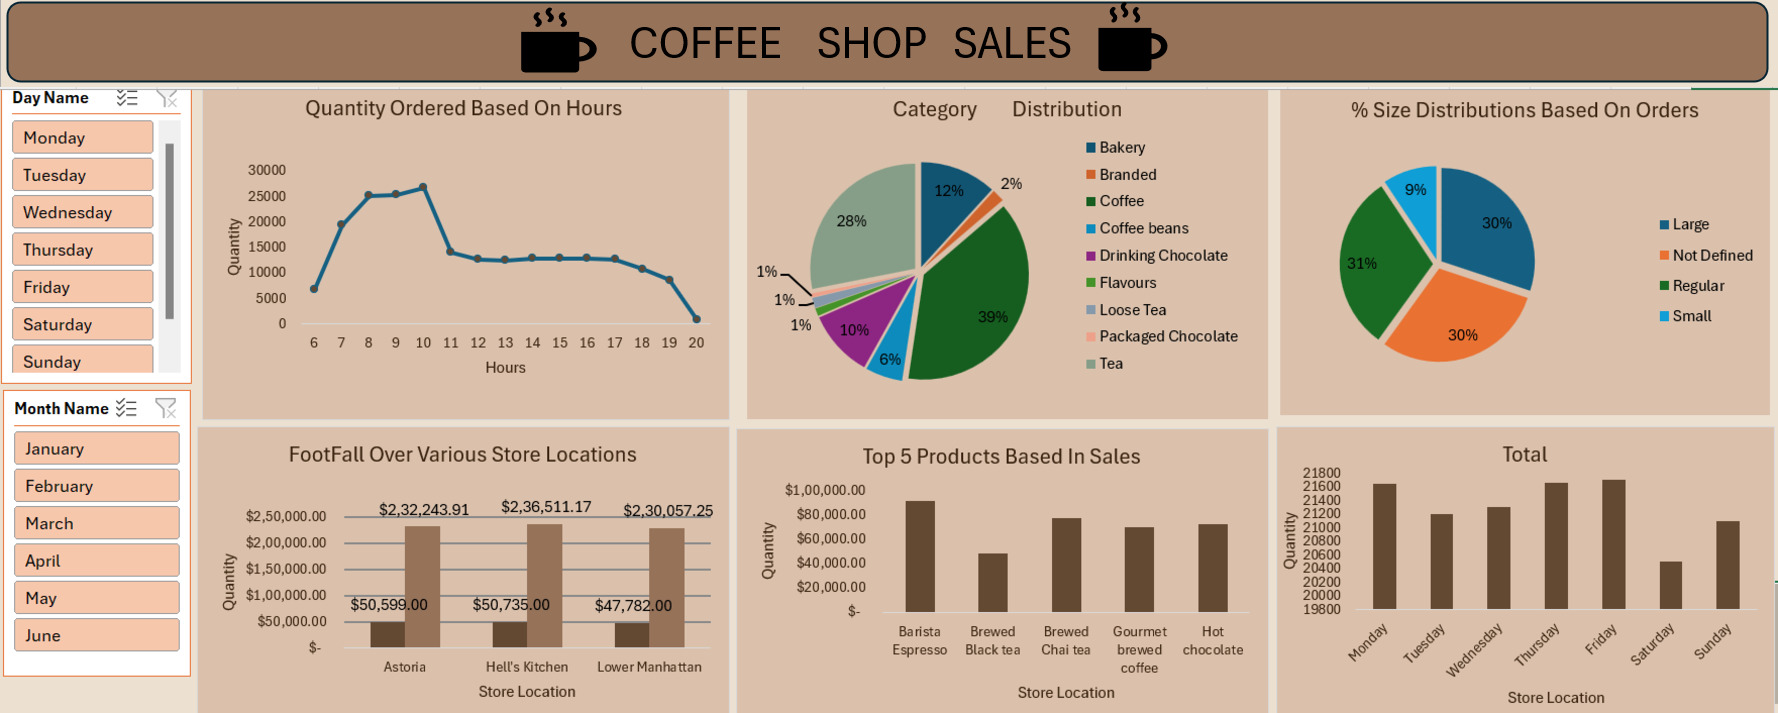 COFFEE SHOP SALES
Day Name
Monday
Tuesday
Wednesday
Thursday
Friday
Saturday
Sunday
Month Name
January
February
March
April
May
June
Quantity Ordered Based On Hours
30000
25000
20000
15000
10000
5000
0
Quantity
6 7 8 9 10 11 12 13 14 15 16 17 18 19 20
Hours
Category Distribution
12%
2%
39%
6%
10%
1%
1%
1%
28%
Bakery
Branded
Coffee
Coffee beans
Drinking Chocolate
Flavours
Loose Tea
Packaged Chocolate
Tea
% Size Distributions Based On Orders
30%
30%
31%
9%
Large
Not Defined
Regular
Small
FootFall Over Various Store Locations
$2,50,000.00
$2,00,000.00
$1,50,000.00
$1,00,000.00
$50,000.00
$-
Quantity
$2,32,243.91 $2,36,511.17 $2,30,057.25
$50,599.00 $50,735.00 $47,782.00
Astoria Hell's Kitchen Lower Manhattan
Store Location
Top 5 Products Based In Sales
$1,00,000.00
$80,000.00
$60,000.00
$40,000.00
$20,000.00
$-
Quantity
Barista Espresso
Brewed Black tea
Brewed Chai tea
Gourmet brewed coffee
Hot chocolate
Store Location
Total
21800
21600
21400
21200
21000
20800
20600
20400
20200
20000
19800
Quantity
Monday
Tuesday
Wednesday
Thursday
Friday
Saturday
Sunday
Store Location